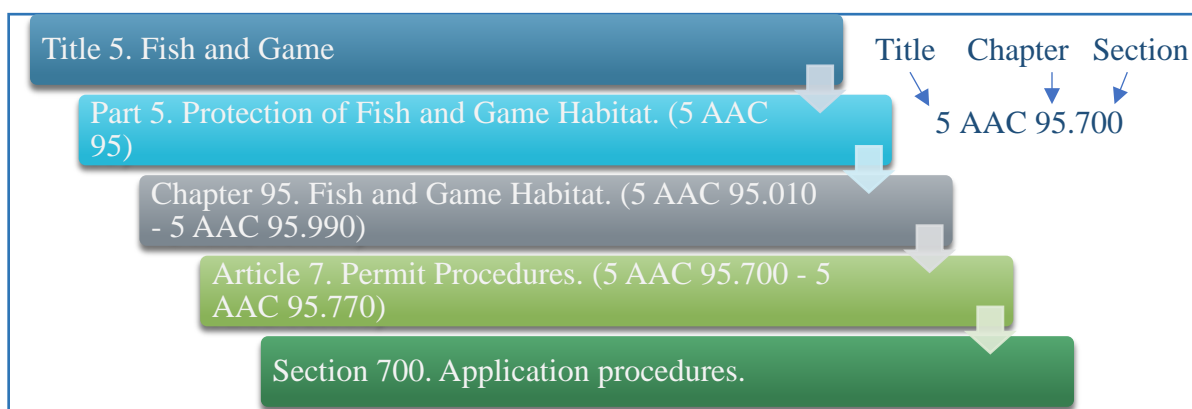 Title 5. Fish and Game
Title Chapter Section
5 AAC 95.700
Part 5. Protection of Fish and Game Habitat. (5 AAC
95)
Chapter 95. Fish and Game Habitat. (5 AAC 95.010
- 5 AAC 95.990)
Article 7. Permit Procedures. (5 AAC 95.700 - 5
AAC 95.770)
Section 700. Application procedures.